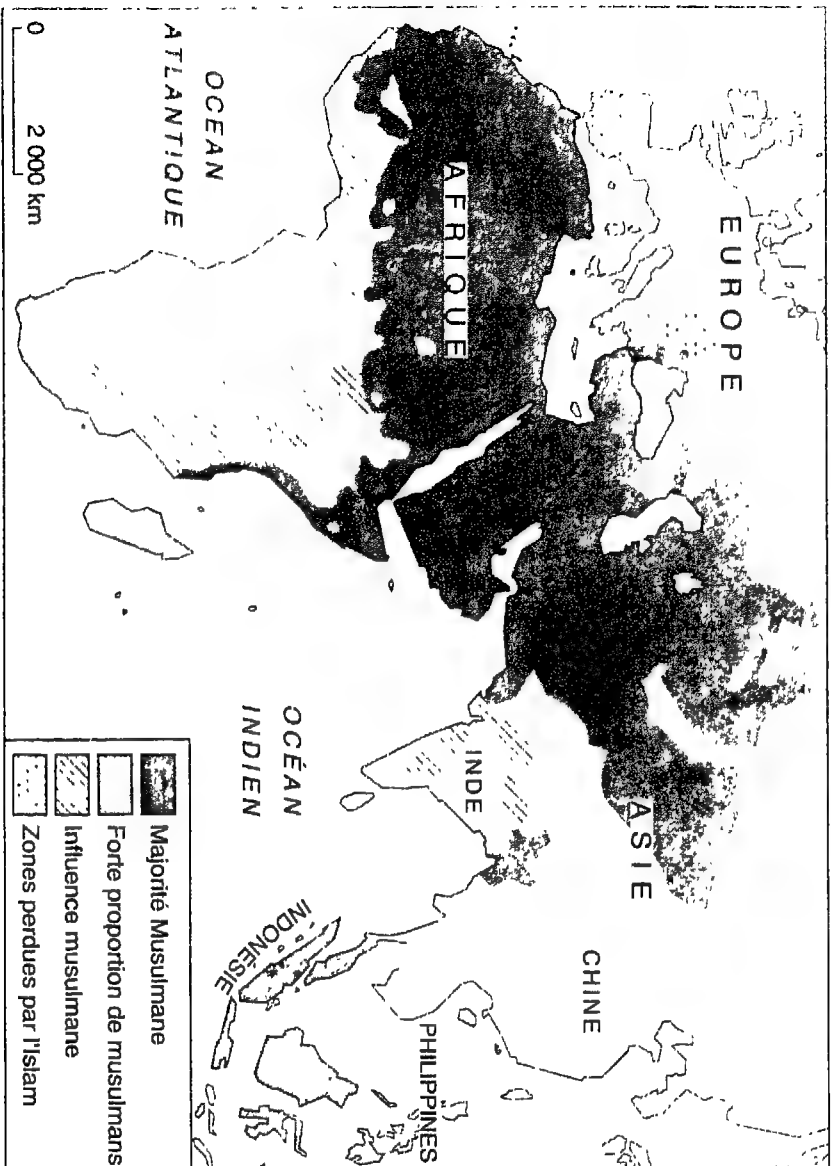 EUROPE
ASIE
CHINE
AFRIQUE
INDE
PHILIPPINES
OCEAN
ATLANTIQUE
OCÉAN
INDIEN
INDONÉSIE
0 2 000 km
Majorité Musulmane
Forte proportion de musulmans
Influence musulmane
Zones perdues par l'Islam